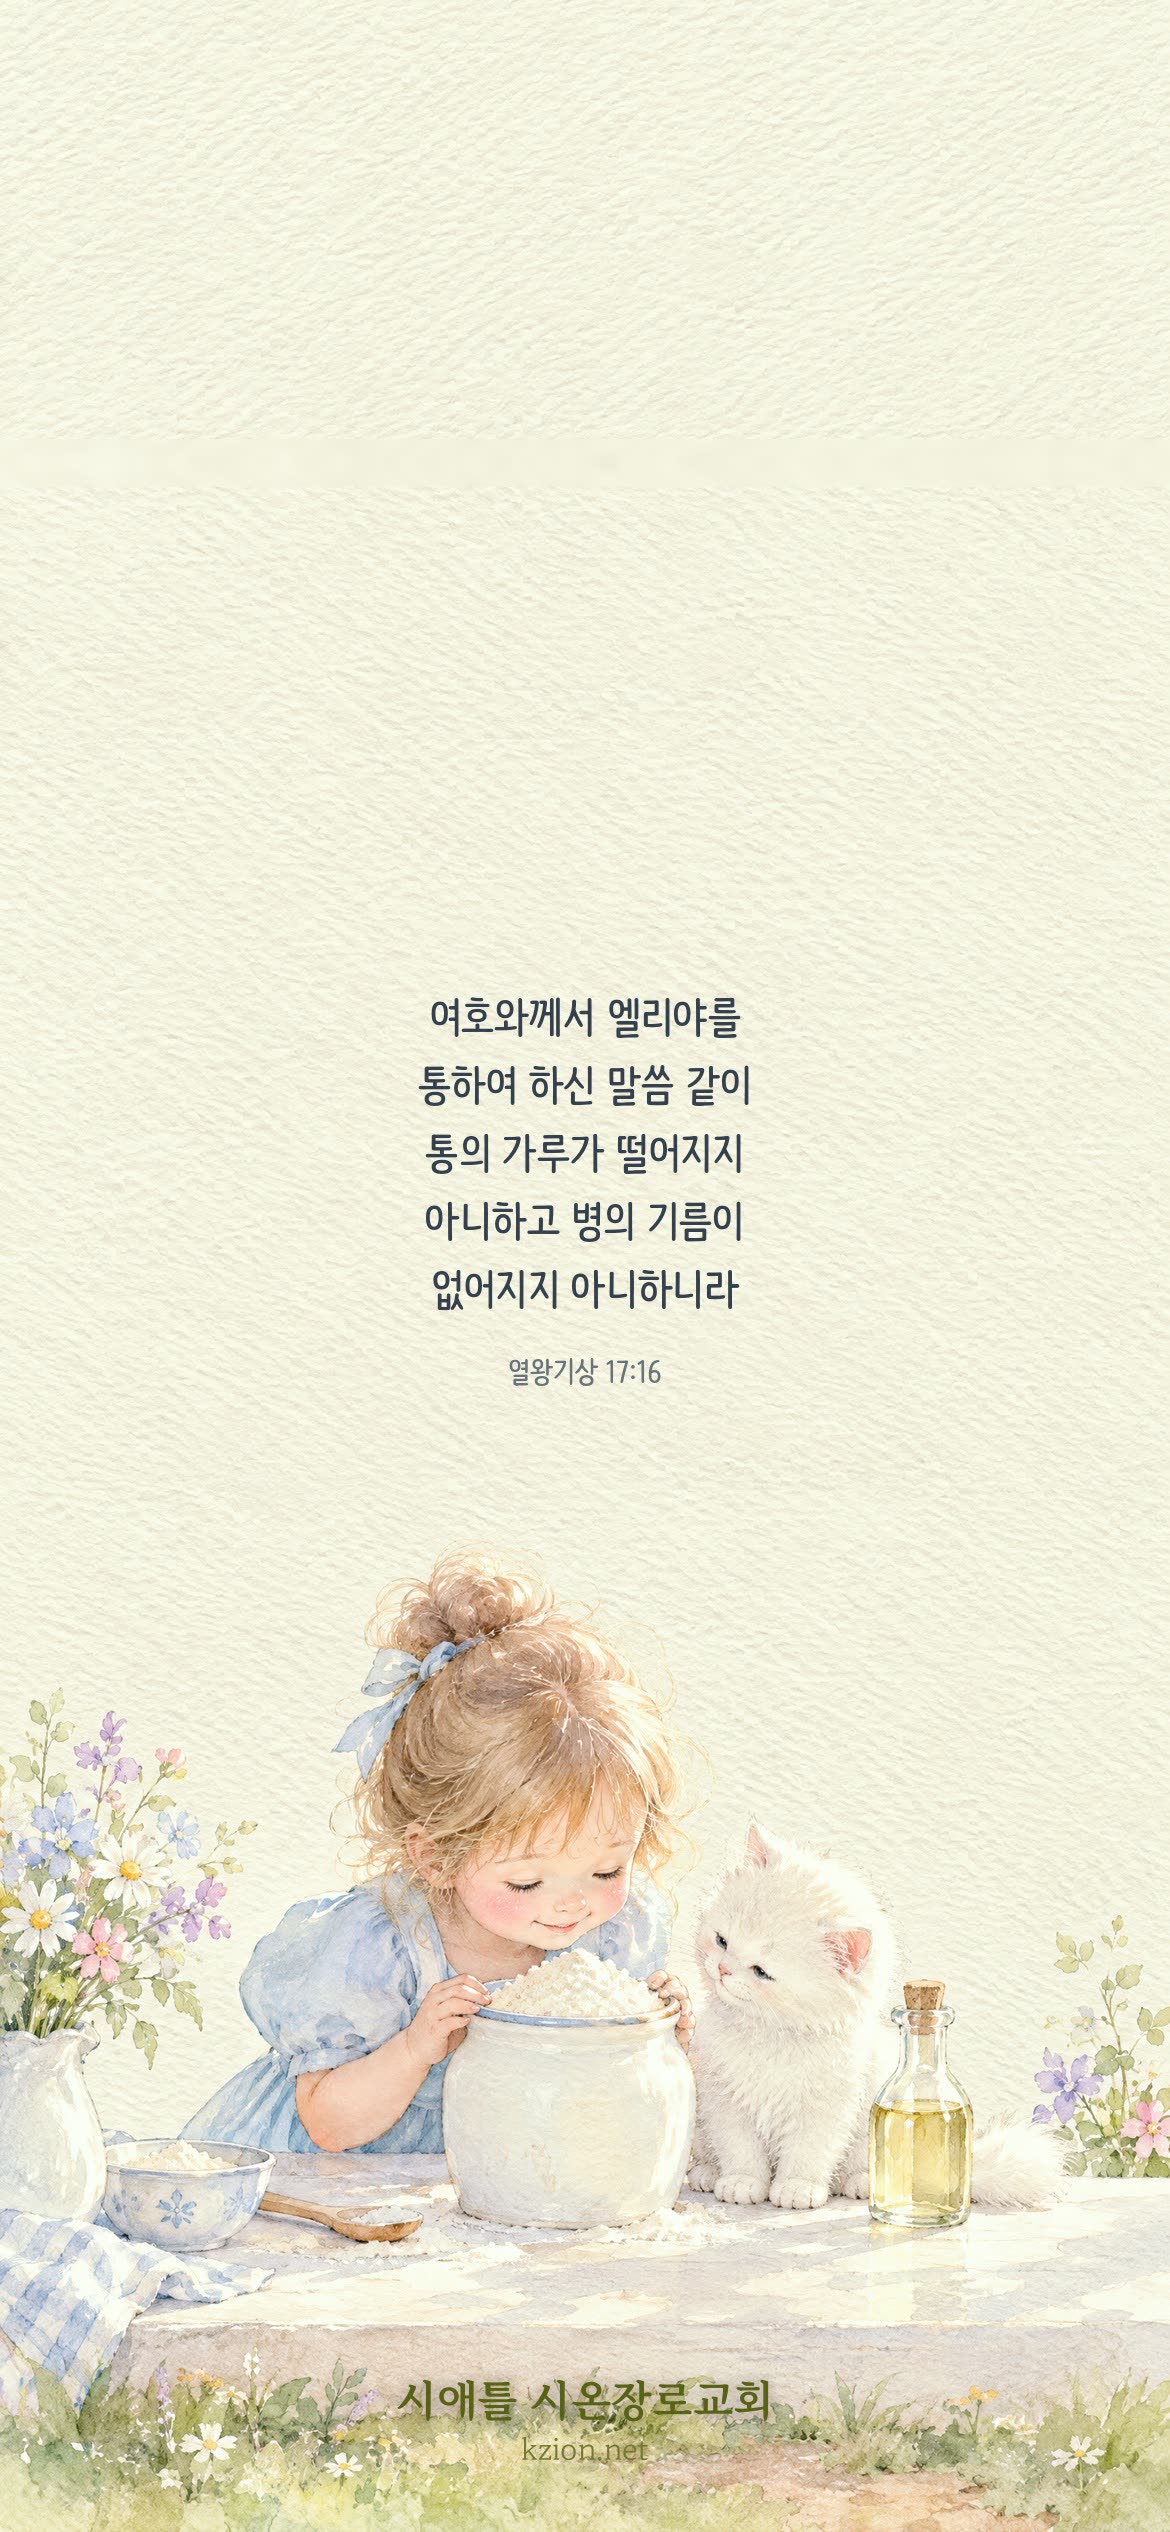 여호와께서 엘리야를
통하여 하신 말씀 같이
통의 가루가 떨어지지
아니하고 병의 기름이
없어지지 아니하니라
열왕기상 17:16
시애틀 시온장로교회
kzion.net